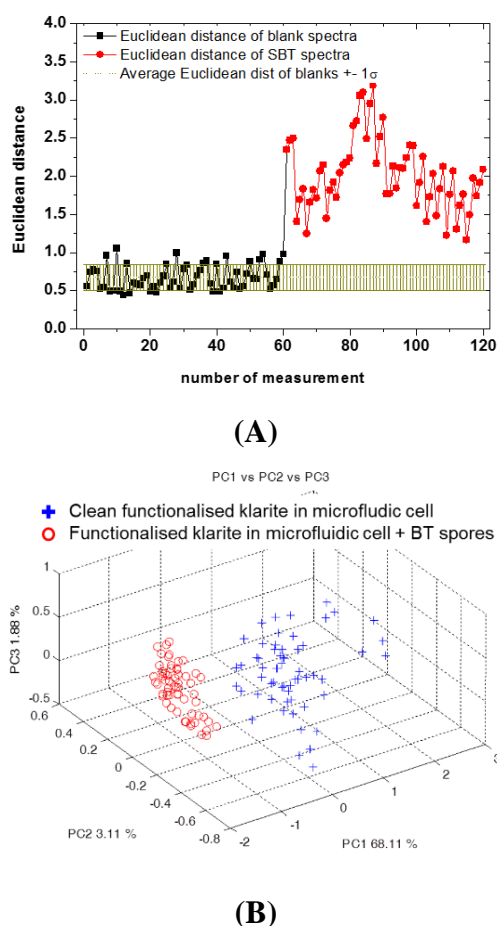 4.0
3.5
3.0
2.5
2.0
1.5
1.0
0.5
0.0
Euclidean distance
Euclidean distance of blank spectra
Euclidean distance of SBT spectra
Average Euclidean dist of blanks +- 1σ
0 20 40 60 80 100 120
number of measurement
(A)
PC1 vs PC2 vs PC3
Clean functionalised klarite in microfludic cell
Functionalised klarite in microfluidic cell + BT spores
1
0.5
0
-0.5
PC3 1.88 %
0.6
0.4
0.2
0
-0.2
-0.4
-0.6
-0.8
PC2 3.11 %
-2
-1
0
1
2
3
PC1 68.11 %
(B)